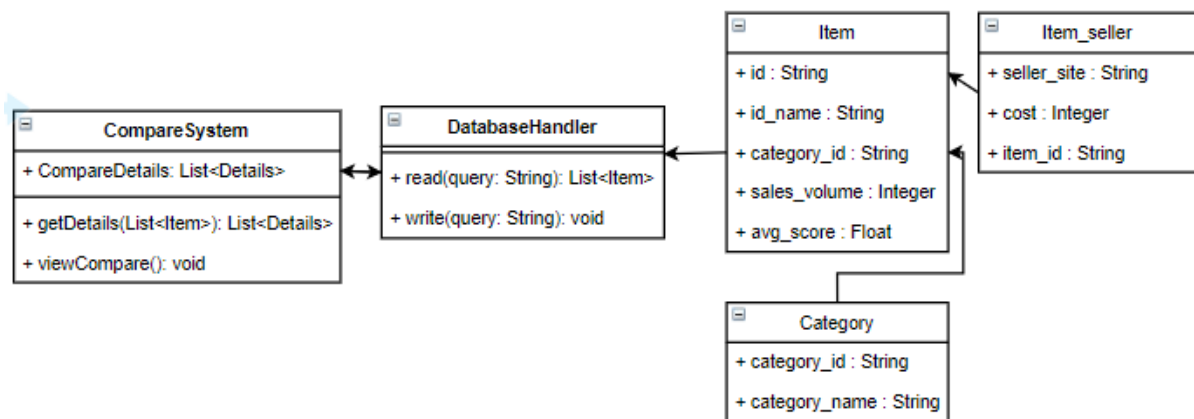 CompareSystem
+ CompareDetails: List<Details>
+ getDetails(List<Item>): List<Details>
+ viewCompare(): void
DatabaseHandler
+ read(query: String): List<Item>
+ write(query: String): void
Item
+ id : String
+ id_name : String
+ category_id : String
+ sales_volume : Integer
+ avg_score : Float
Item_seller
+ seller_site : String
+ cost : Integer
+ item_id : String
Category
+ category_id : String
+ category_name : String